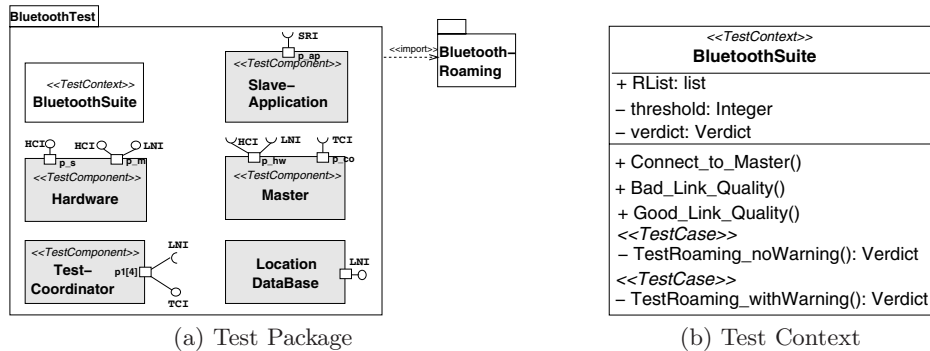 BluetoothTest
SRI
p_ap
<<TestComponent>>
Slave–
Application
<<import>>
Bluetooth–
Roaming
<<TestContext>>
BluetoothSuite
HCI
HCI
LNI
p_s
p_m
<<TestComponent>>
Hardware
HCI
LNI
TCI
p_hw
p_co
<<TestComponent>>
Master
<<TestComponent>>
Test–
Coordinator
p1[4]
LNI
TCI
Location
DataBase
LNI
(a) Test Package
<<TestContext>>
BluetoothSuite
+ RList: list
– threshold: Integer
– verdict: Verdict
+ Connect_to_Master()
+ Bad_Link_Quality()
+ Good_Link_Quality()
<<TestCase>>
– TestRoaming_noWarning(): Verdict
<<TestCase>>
– TestRoaming_withWarning(): Verdict
(b) Test Context